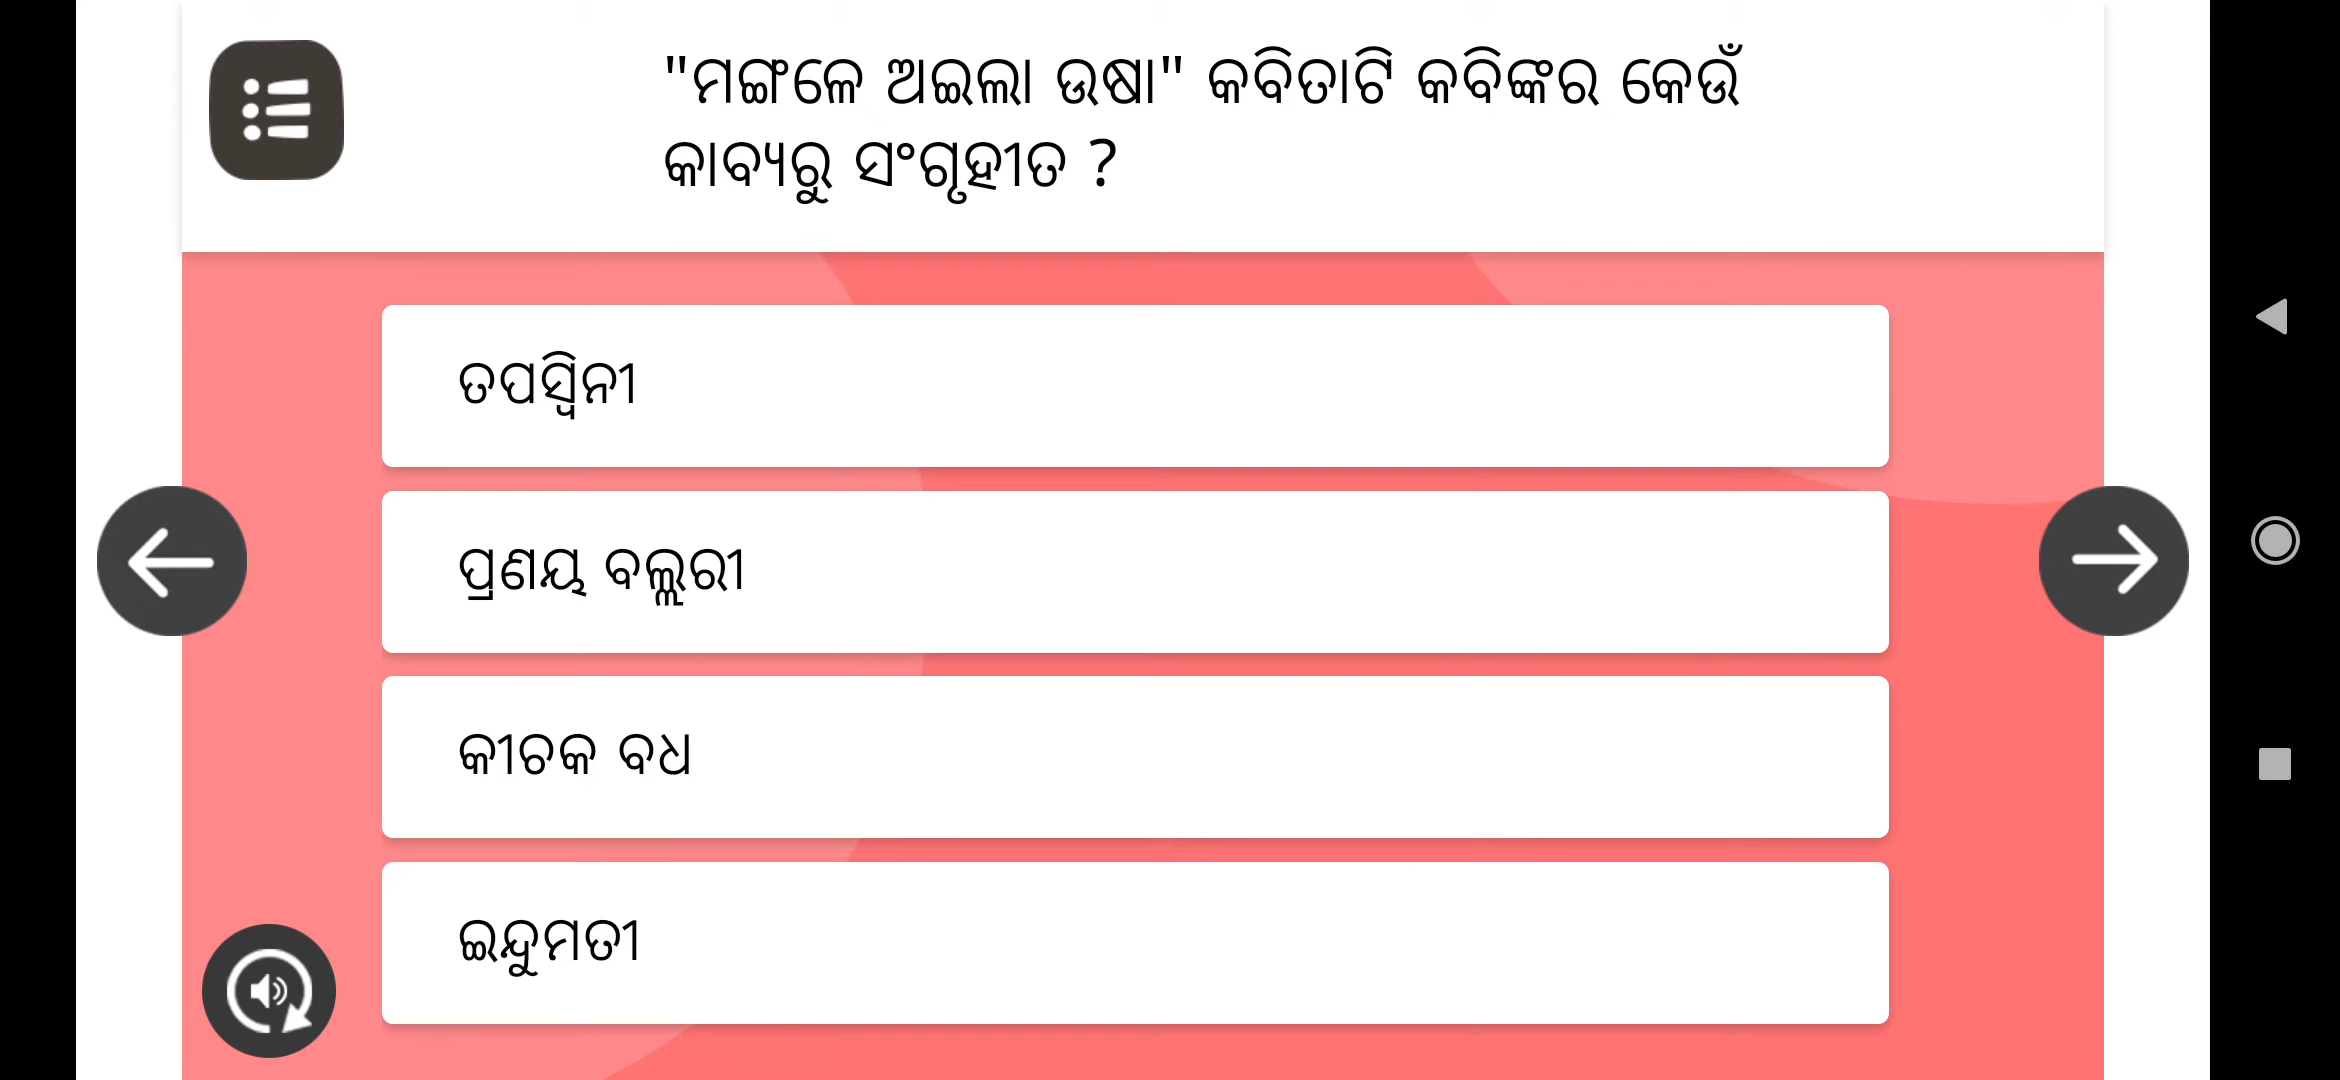 "ମଙ୍ଗଳେ ଅଇଲା ଉଷା" କବିତାଟି କବିଙ୍କର କେଉଁ
କାବ୍ୟରୁ ସଂଗୃହୀତ ?
ତପସ୍ୱିନୀ
ପ୍ରଣୟ ବଲ୍ଲରୀ
କୀଚକ ବଧ
ଇନ୍ଦୁମତୀ